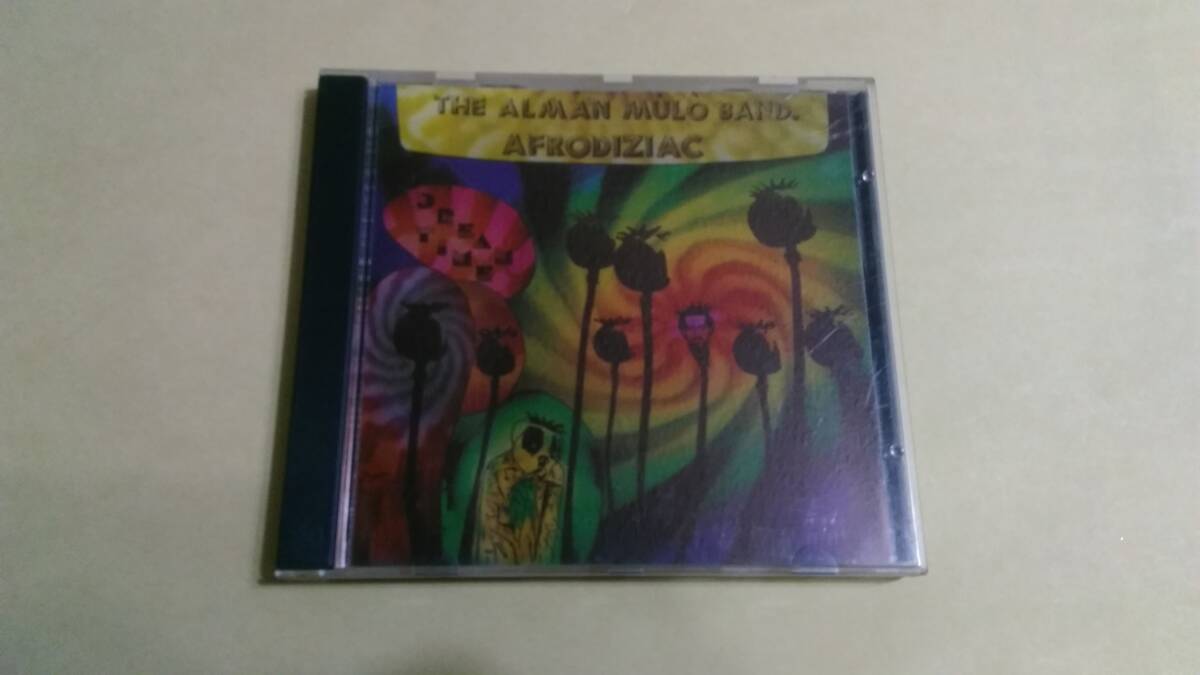 THE ALMAN MULO BAND.
AFRODIZIAC